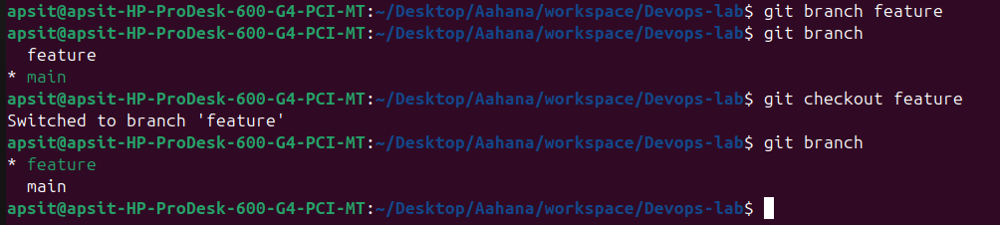 apsit@apsit-HP-ProDesk-600-G4-PCI-MT:~/Desktop/Aahana/workspace/Devops-lab$ git branch feature
apsit@apsit-HP-ProDesk-600-G4-PCI-MT:~/Desktop/Aahana/workspace/Devops-lab$ git branch
  feature
* main
apsit@apsit-HP-ProDesk-600-G4-PCI-MT:~/Desktop/Aahana/workspace/Devops-lab$ git checkout feature
Switched to branch 'feature'
apsit@apsit-HP-ProDesk-600-G4-PCI-MT:~/Desktop/Aahana/workspace/Devops-lab$ git branch
* feature
  main
apsit@apsit-HP-ProDesk-600-G4-PCI-MT:~/Desktop/Aahana/workspace/Devops-lab$